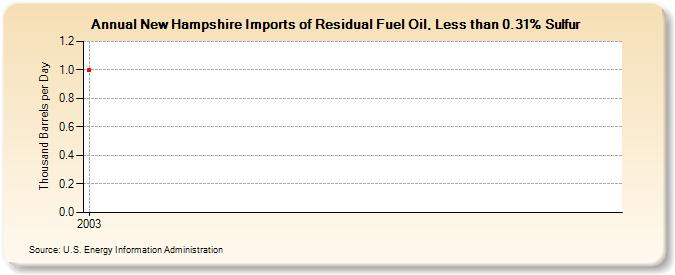 Annual New Hampshire Imports of Residual Fuel Oil, Less than 0.31% Sulfur
Thousand Barrels per Day
1.2
1.0
0.8
0.6
0.4
0.2
0.0
2003
Source: U.S. Energy Information Administration